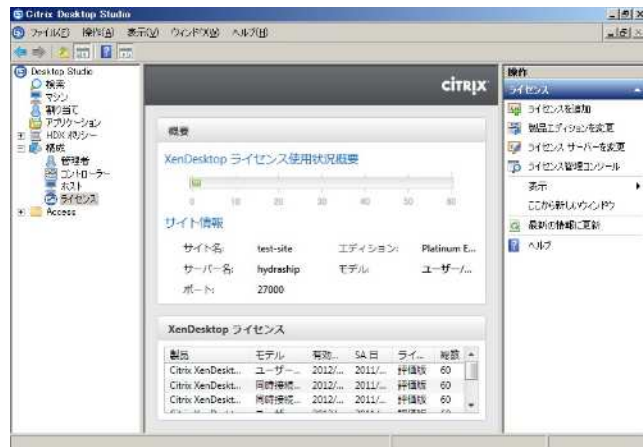 Citrix Desktop Studio
ファイル(F) 操作(A) 表示(V) ウィンドウ(W) ヘルプ(H)
Desktop Studio
検索
マシン
割り当て
アプリケーション
HDX ポリシー
構成
管理者
コントローラー
ホスト
ライセンス
Access
CITRIX
概要
XenDesktop ライセンス使用状況概要
0 10 20 30 40 50 60
サイト情報
サイト名: test-site エディション: Platinum E...
サーバー名: hydraship モデル: ユーザー/...
ポート: 27000
XenDesktop ライセンス
製品 モデル 有効... SA 日 ライ... 総数
Citrix XenDeskt... ユーザー... 2012/... 2011/... 評価版 60
Citrix XenDeskt... 同時接続... 2012/... 2011/... 評価版 60
Citrix XenDeskt... 同時接続... 2012/... 2011/... 評価版 60
操作
ライセンス
ライセンスを追加
製品エディションを変更
ライセンス サーバーを変更
ライセンス管理コンソール
表示
ここから新しいウィンドウ
最新の情報に更新
ヘルプ